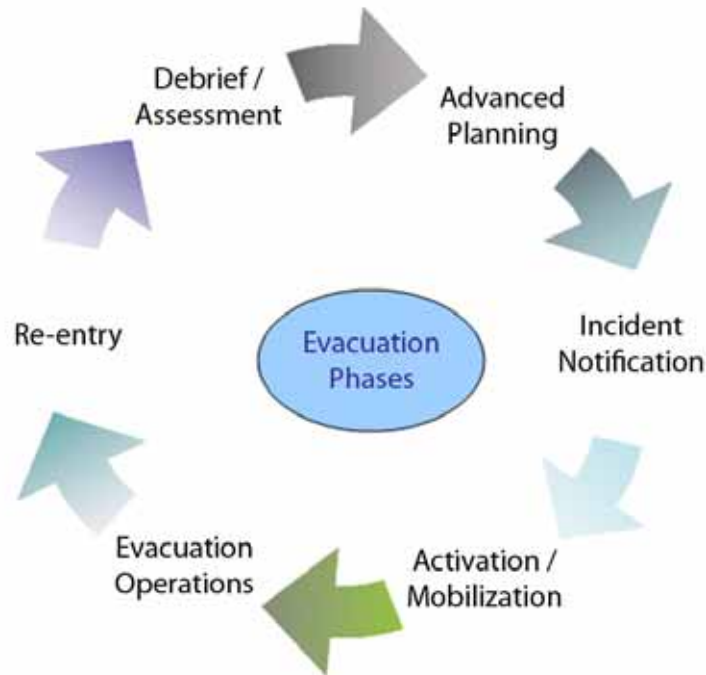 Debrief /
Assessment
Advanced
Planning
Incident
Notification
Activation /
Mobilization
Evacuation
Operations
Re-entry
Evacuation
Phases